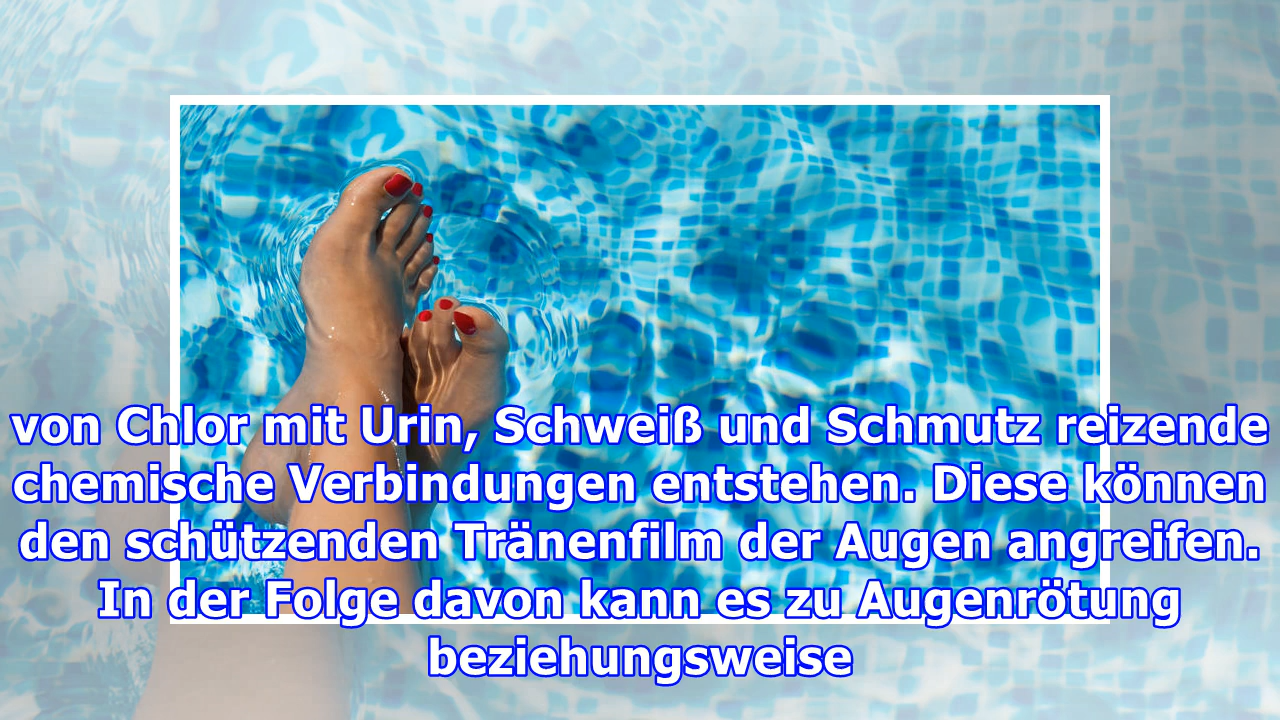 von Chlor mit Urin, Schweiß und Schmutz reizende
chemische Verbindungen entstehen. Diese können
den schützenden Tränenfilm der Augen angreifen.
In der Folge davon kann es zu Augenrötung
beziehungsweise